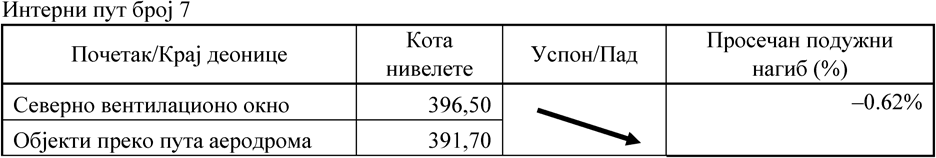 Интерни пут број 7
Почетак/Крај деонице Кота нивелете Успон/Пад Просечан подужни нагиб (%)
Северно вентилационо окно 396,50 –0.62%
Објекти преко пута аеродрома 391,70